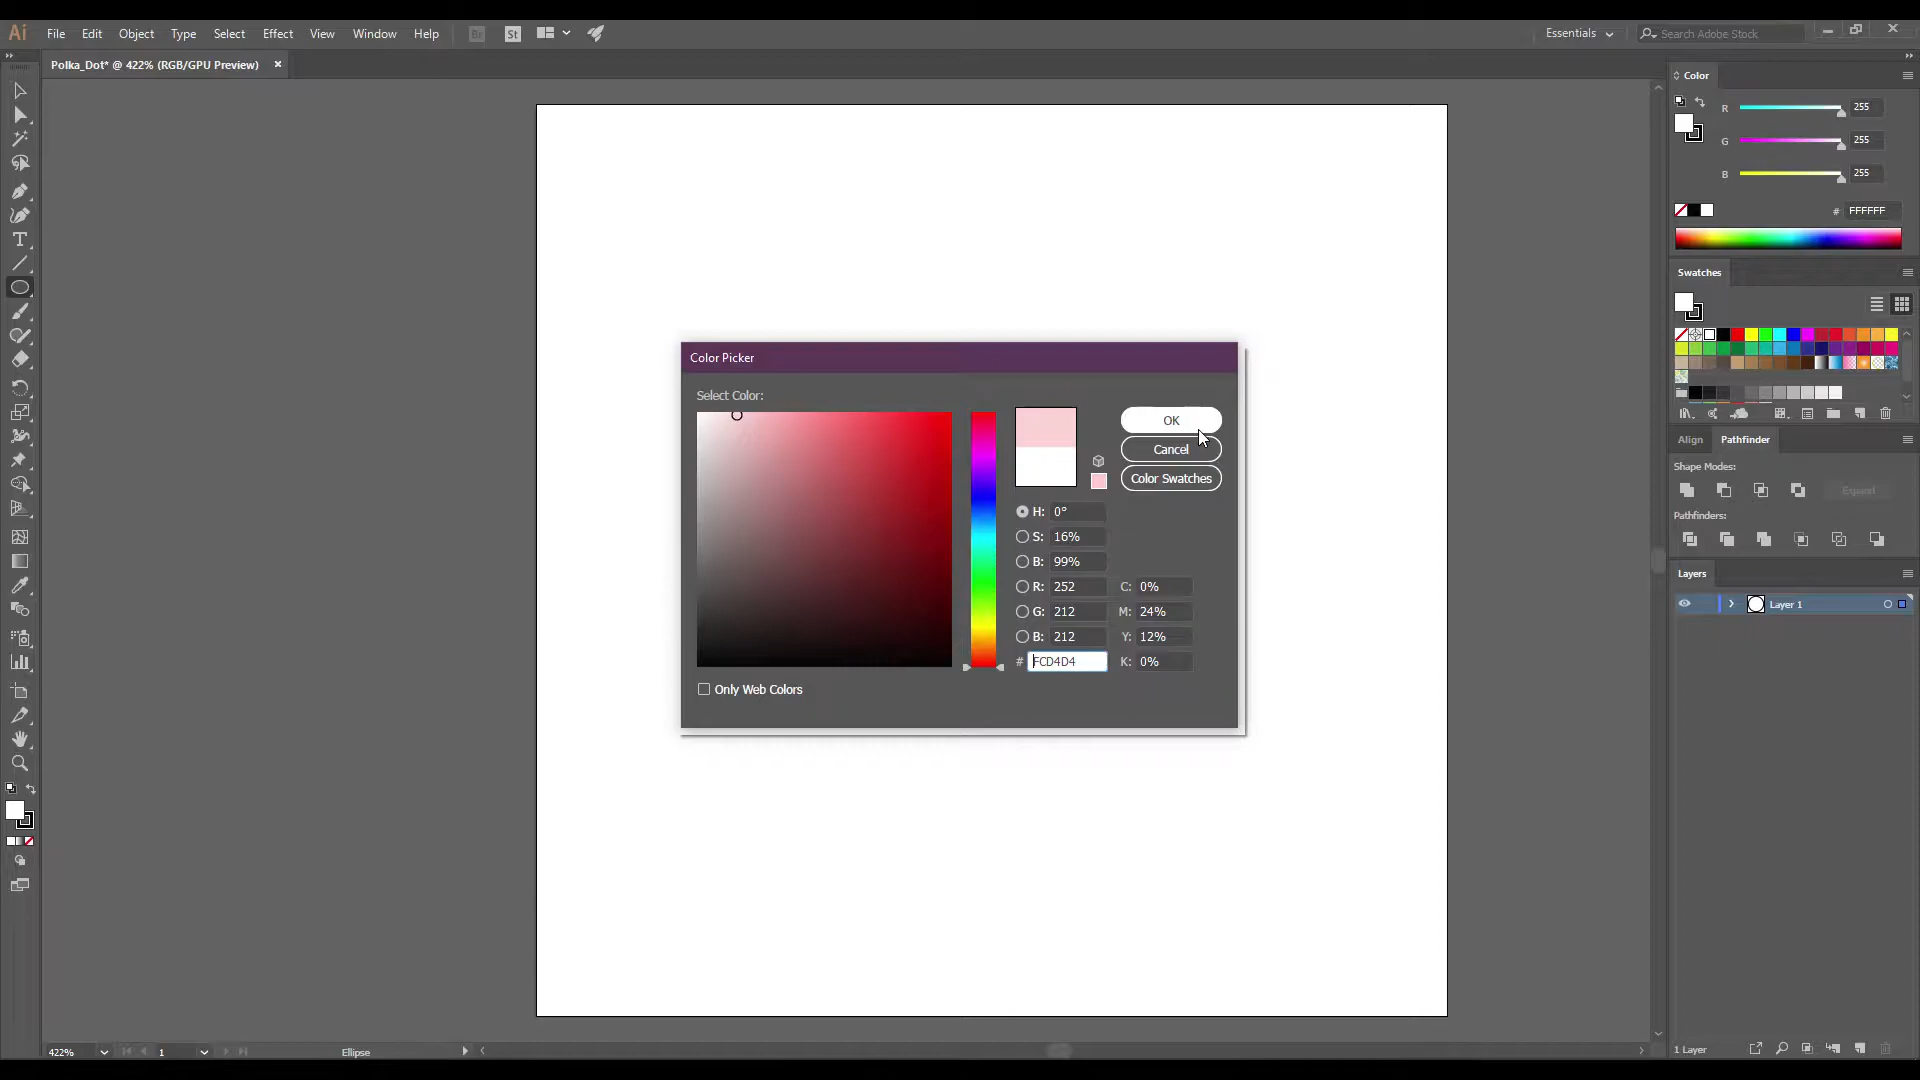 Ai File Edit Object Type Select Effect View Window Help Br St Essentials Search Adobe Stock
Polka_Dot* @ 422% (RGB/GPU Preview) ×
Color
R 255
G 255
B 255
# FFFFFF
Swatches
Align Pathfinder
Shape Modes:
Expand
Pathfinders:
Layers
Layer 1
1 Layer
Color Picker
Select Color:
OK
Cancel
Color Swatches
H: 0°
S: 16%
B: 99%
R: 252 C: 0%
G: 212 M: 24%
B: 212 Y: 12%
# FCD4D4 K: 0%
Only Web Colors
422% 1 Ellipse